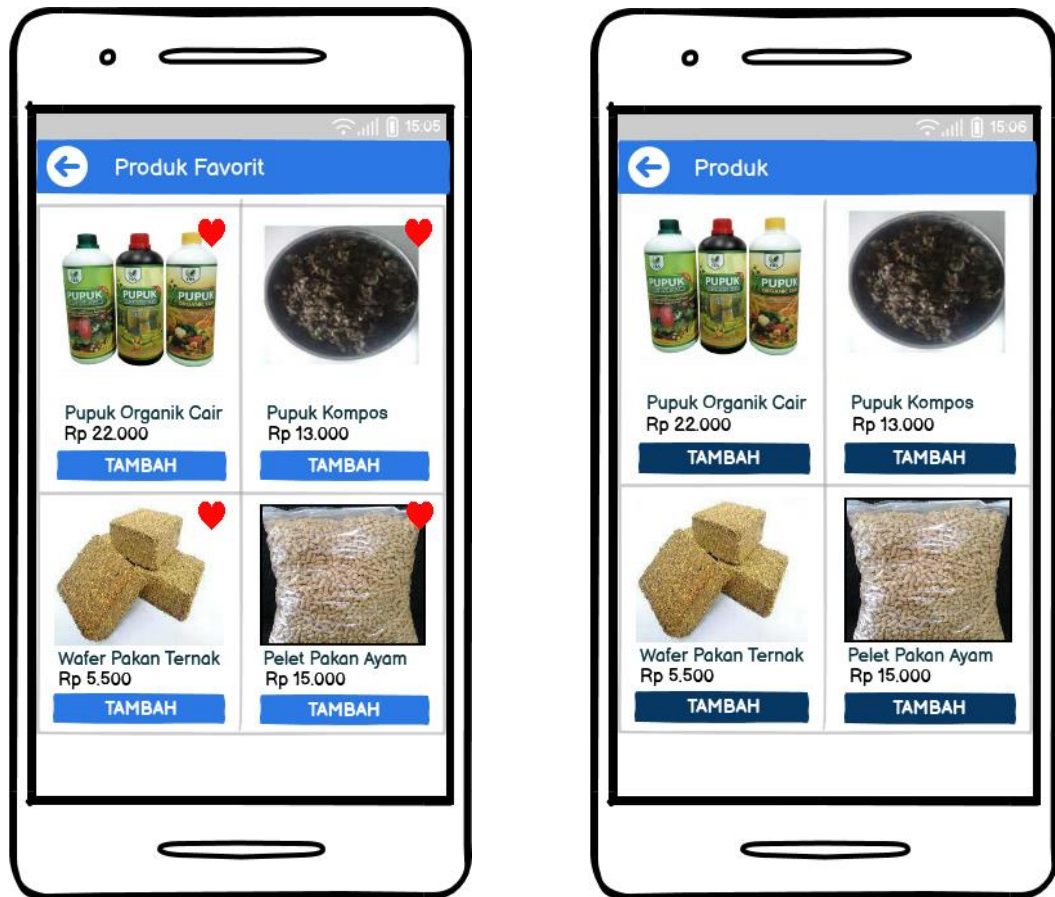 15:05
Produk Favorit
PUPUK
PUPUK
PUPUK
Pupuk Organik Cair
Rp 22.000
TAMBAH
Pupuk Kompos
Rp 13.000
TAMBAH
Wafer Pakan Ternak
Rp 5.500
TAMBAH
Pelet Pakan Ayam
Rp 15.000
TAMBAH
15:06
Produk
PUPUK
PUPUK
PUPUK
Pupuk Organik Cair
Rp 22.000
TAMBAH
Pupuk Kompos
Rp 13.000
TAMBAH
Wafer Pakan Ternak
Rp 5.500
TAMBAH
Pelet Pakan Ayam
Rp 15.000
TAMBAH